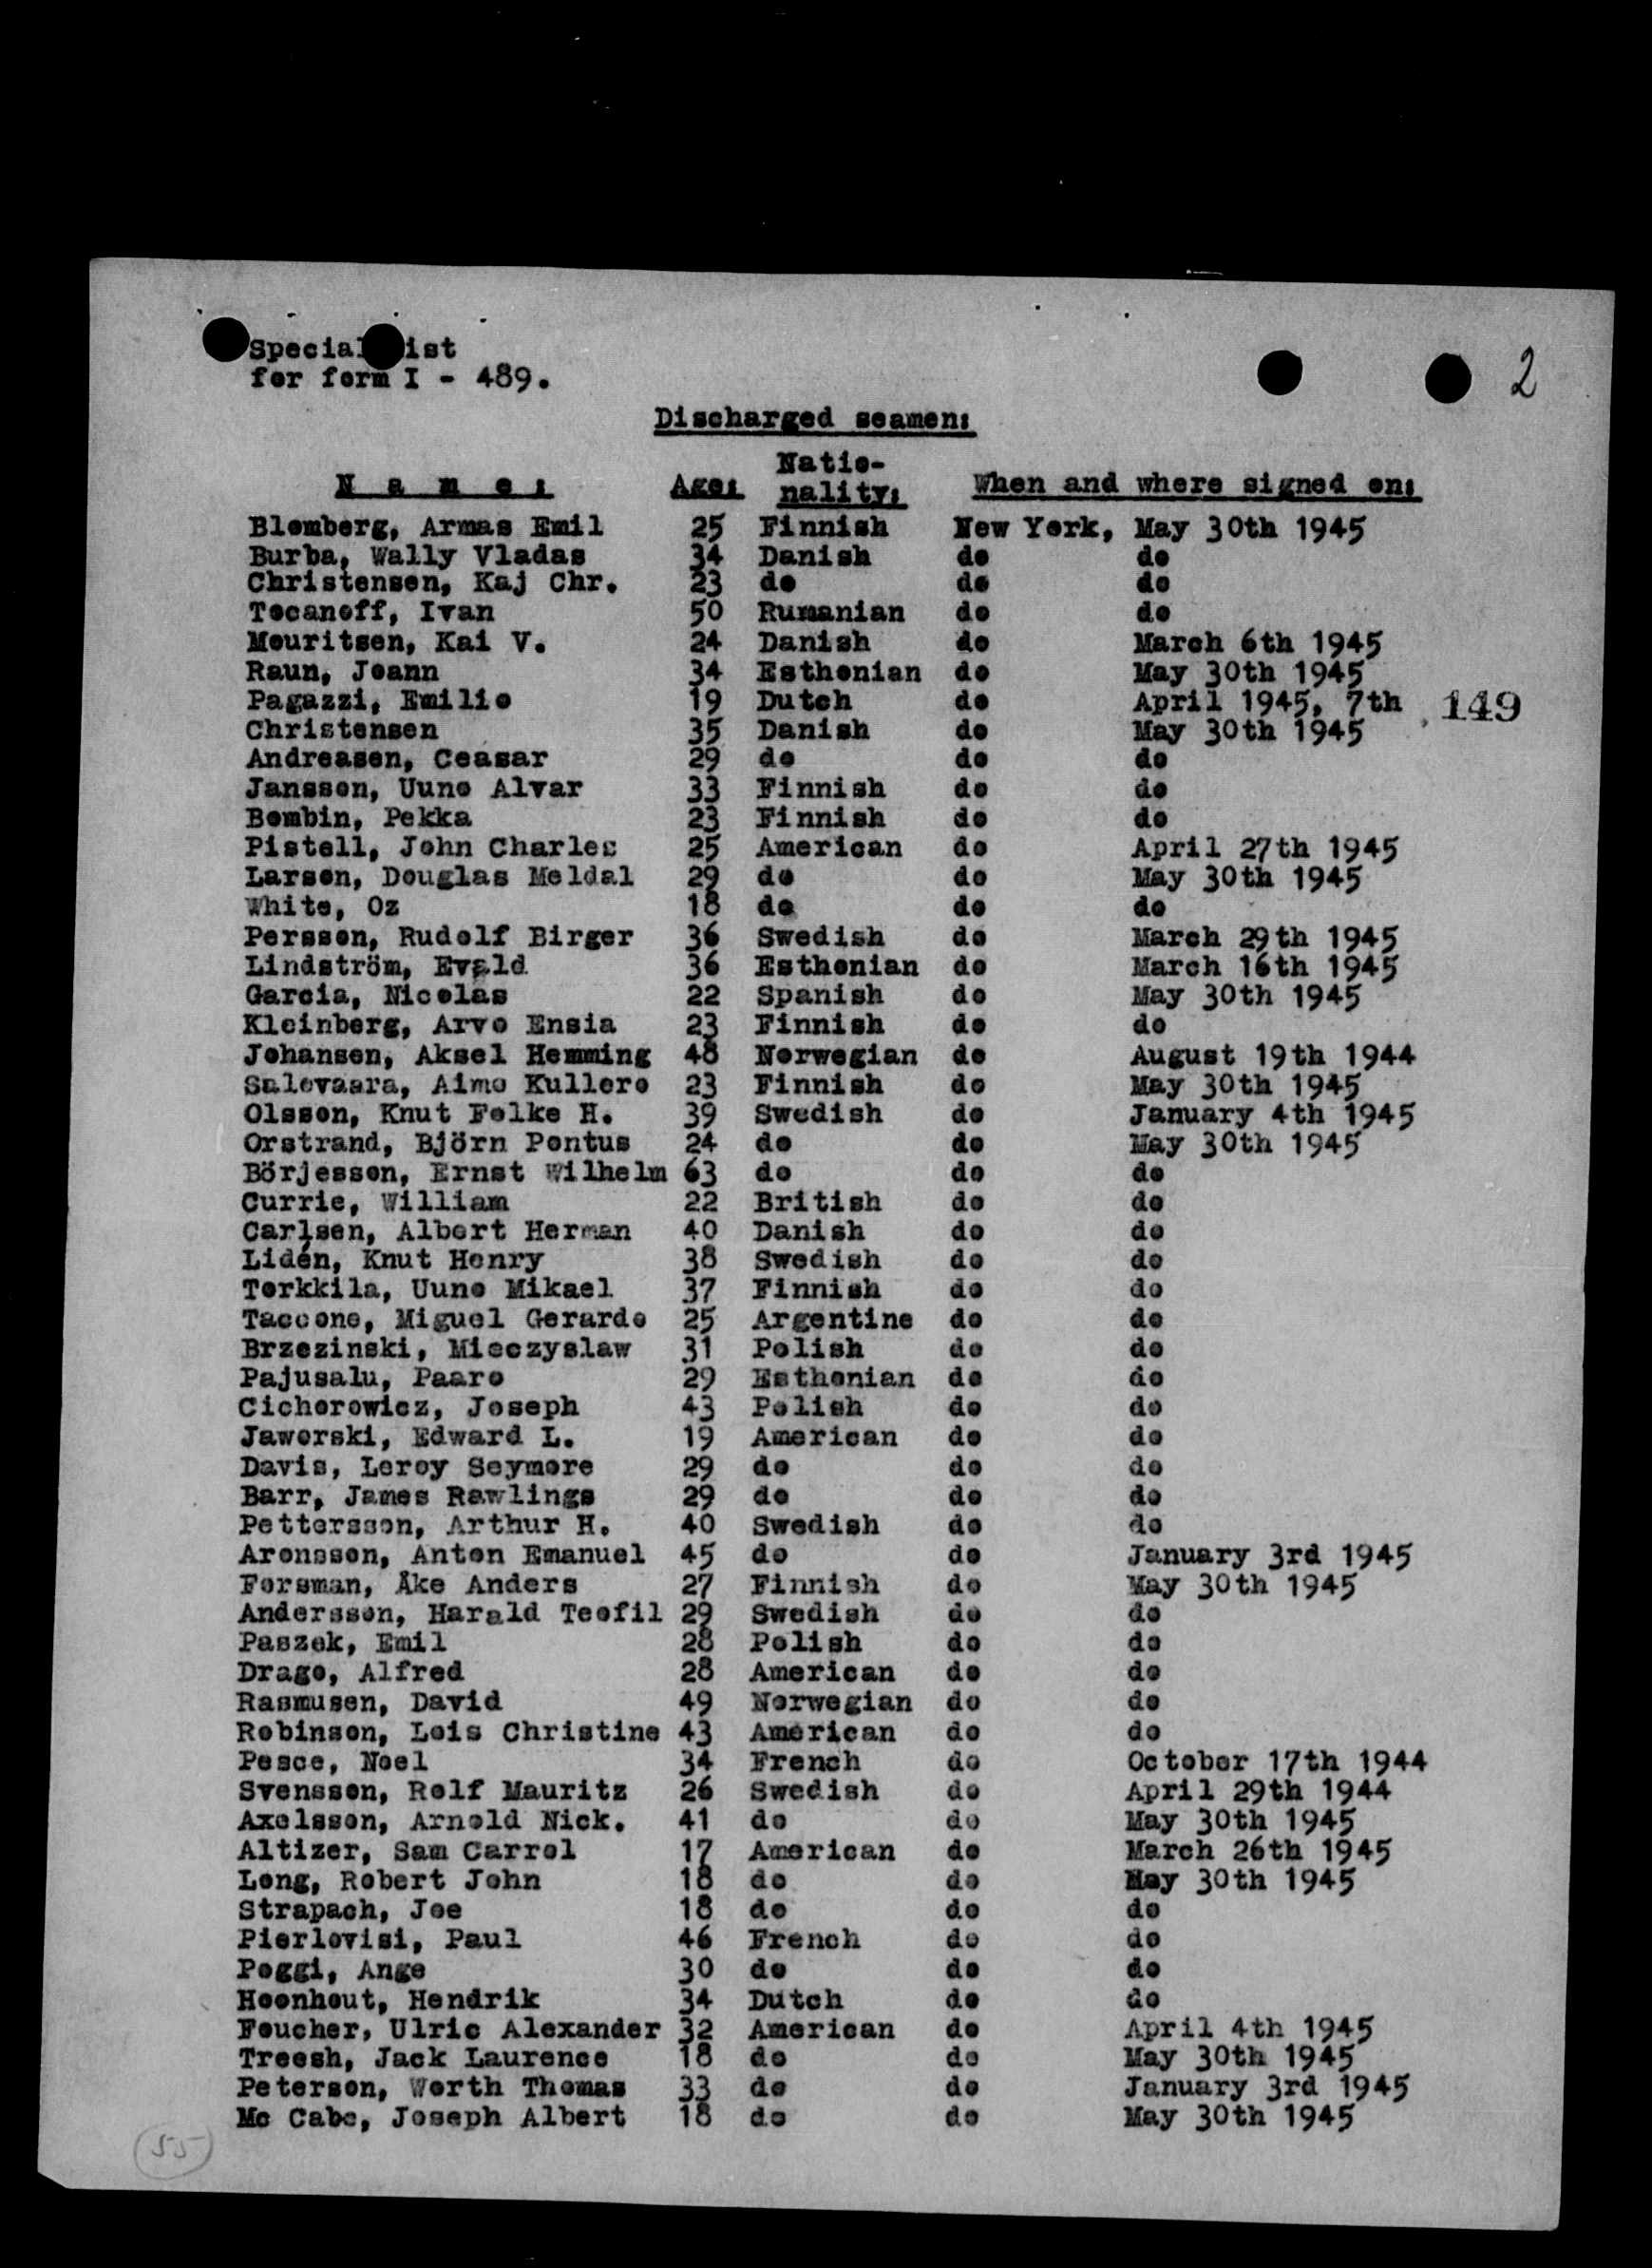 Special ist
for form I - 489.
2
Discharged seamen:
Name: Age: Natio-nality: When and where signed on:
Blomberg, Armas Emil 25 Finnish New York, May 30th 1945
Burba, Wally Vladas 34 Danish do do
Christensen, Kaj Chr. 23 do do do
Tocanoff, Ivan 50 Rumanian do do
Mouritsen, Kai V. 24 Danish do March 6th 1945
Raun, Joann 34 Esthonian do May 30th 1945
Pagazzi, Emilio 19 Dutch do April 1945, 7th 149
Christensen 35 Danish do May 30th 1945
Andreasen, Ceasar 29 do do do
Jansson, Uuno Alvar 33 Finnish do do
Bombin, Pekka 23 Finnish do do
Pistell, John Charles 25 American do April 27th 1945
Larsen, Douglas Meldal 29 do do May 30th 1945
White, Oz 18 do do do
Persson, Rudolf Birger 36 Swedish do March 29th 1945
Lindström, Evald 36 Esthonian do March 16th 1945
Garcia, Nicolas 22 Spanish do May 30th 1945
Kleinberg, Arvo Ensia 23 Finnish do do
Johansen, Aksel Hemming 48 Norwegian do August 19th 1944
Salovaara, Aimo Kullero 23 Finnish do May 30th 1945
Olsson, Knut Folke H. 39 Swedish do January 4th 1945
Orstrand, Björn Pontus 24 do do May 30th 1945
Börjesson, Ernst Wilhelm 63 do do do
Currie, William 22 British do do
Carlsen, Albert Herman 40 Danish do do
Lidén, Knut Henry 38 Swedish do do
Torkkila, Uuno Mikael 37 Finnish do do
Taccone, Miguel Gerardo 25 Argentine do do
Brzezinski, Mieczyslaw 31 Polish do do
Pajusalu, Paaro 29 Esthonian do do
Cichorowicz, Joseph 43 Polish do do
Jaworski, Edward L. 19 American do do
Davis, Leroy Seymore 29 do do do
Barr, James Rawlings 29 do do do
Pettersson, Arthur H. 40 Swedish do do
Aronsson, Anton Emanuel 45 do do January 3rd 1945
Forsman, Åke Anders 27 Finnish do May 30th 1945
Andersson, Harald Teofil 29 Swedish do do
Paszek, Emil 28 Polish do do
Drago, Alfred 28 American do do
Rasmusen, David 49 Norwegian do do
Robinson, Lois Christine 43 American do do
Pesce, Noel 34 French do October 17th 1944
Svensson, Rolf Mauritz 26 Swedish do April 29th 1944
Axelsson, Arnold Nick. 41 do do May 30th 1945
Altizer, Sam Carrol 17 American do March 26th 1945
Long, Robert John 18 do do May 30th 1945
Strapach, Joe 18 do do do
Pierlovisi, Paul 46 French do do
Poggi, Ange 30 do do do
Hoonhout, Hendrik 34 Dutch do do
Foucher, Ulric Alexander 32 American do April 4th 1945
Treesh, Jack Laurence 18 do do May 30th 1945
Peterson, Worth Thomas 33 do do January 3rd 1945
Mc Cabe, Joseph Albert 18 do do May 30th 1945
55